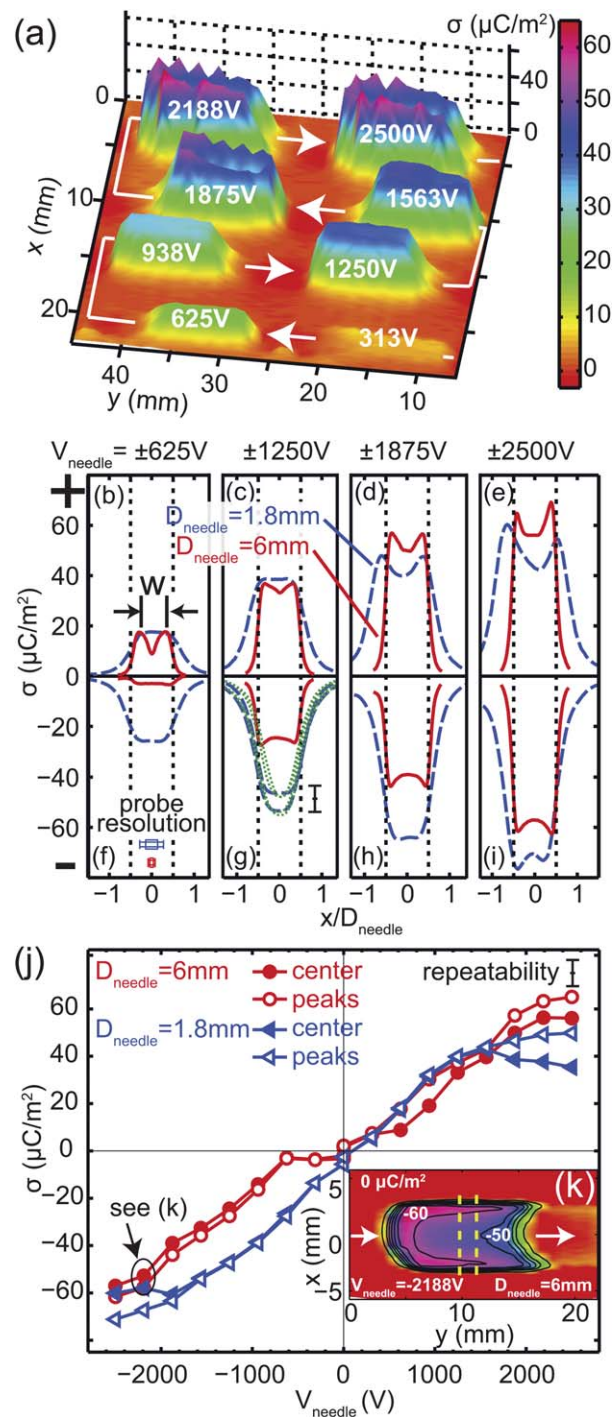 (a)
σ (μC/m²)
60
40
0
60
50
40
30
20
10
0
0
10
20
x (mm)
2188V
2500V
1875V
1563V
938V
1250V
625V
313V
40
30
20
10
y (mm)
V_needle = ±625V ±1250V ±1875V ±2500V
+
(b) (c) (d) (e)
D_needle=1.8mm
D_needle=6mm
W
60
40
20
0
-20
-40
-60
-
σ (μC/m²)
probe
resolution
(f) (g) (h) (i)
-1 0 1 -1 0 1 -1 0 1 -1 0 1
x/D_needle
(j)
D_needle=6mm center
peaks
D_needle=1.8mm center
peaks
repeatability
60
40
20
0
-20
-40
-60
σ (μC/m²)
see (k)
0 μC/m²
(k)
-60
-50
V_needle=-2188V D_needle=6mm
5
0
-5
x (mm)
0 10 20
y (mm)
-2000 -1000 0 1000 2000
V_needle (V)